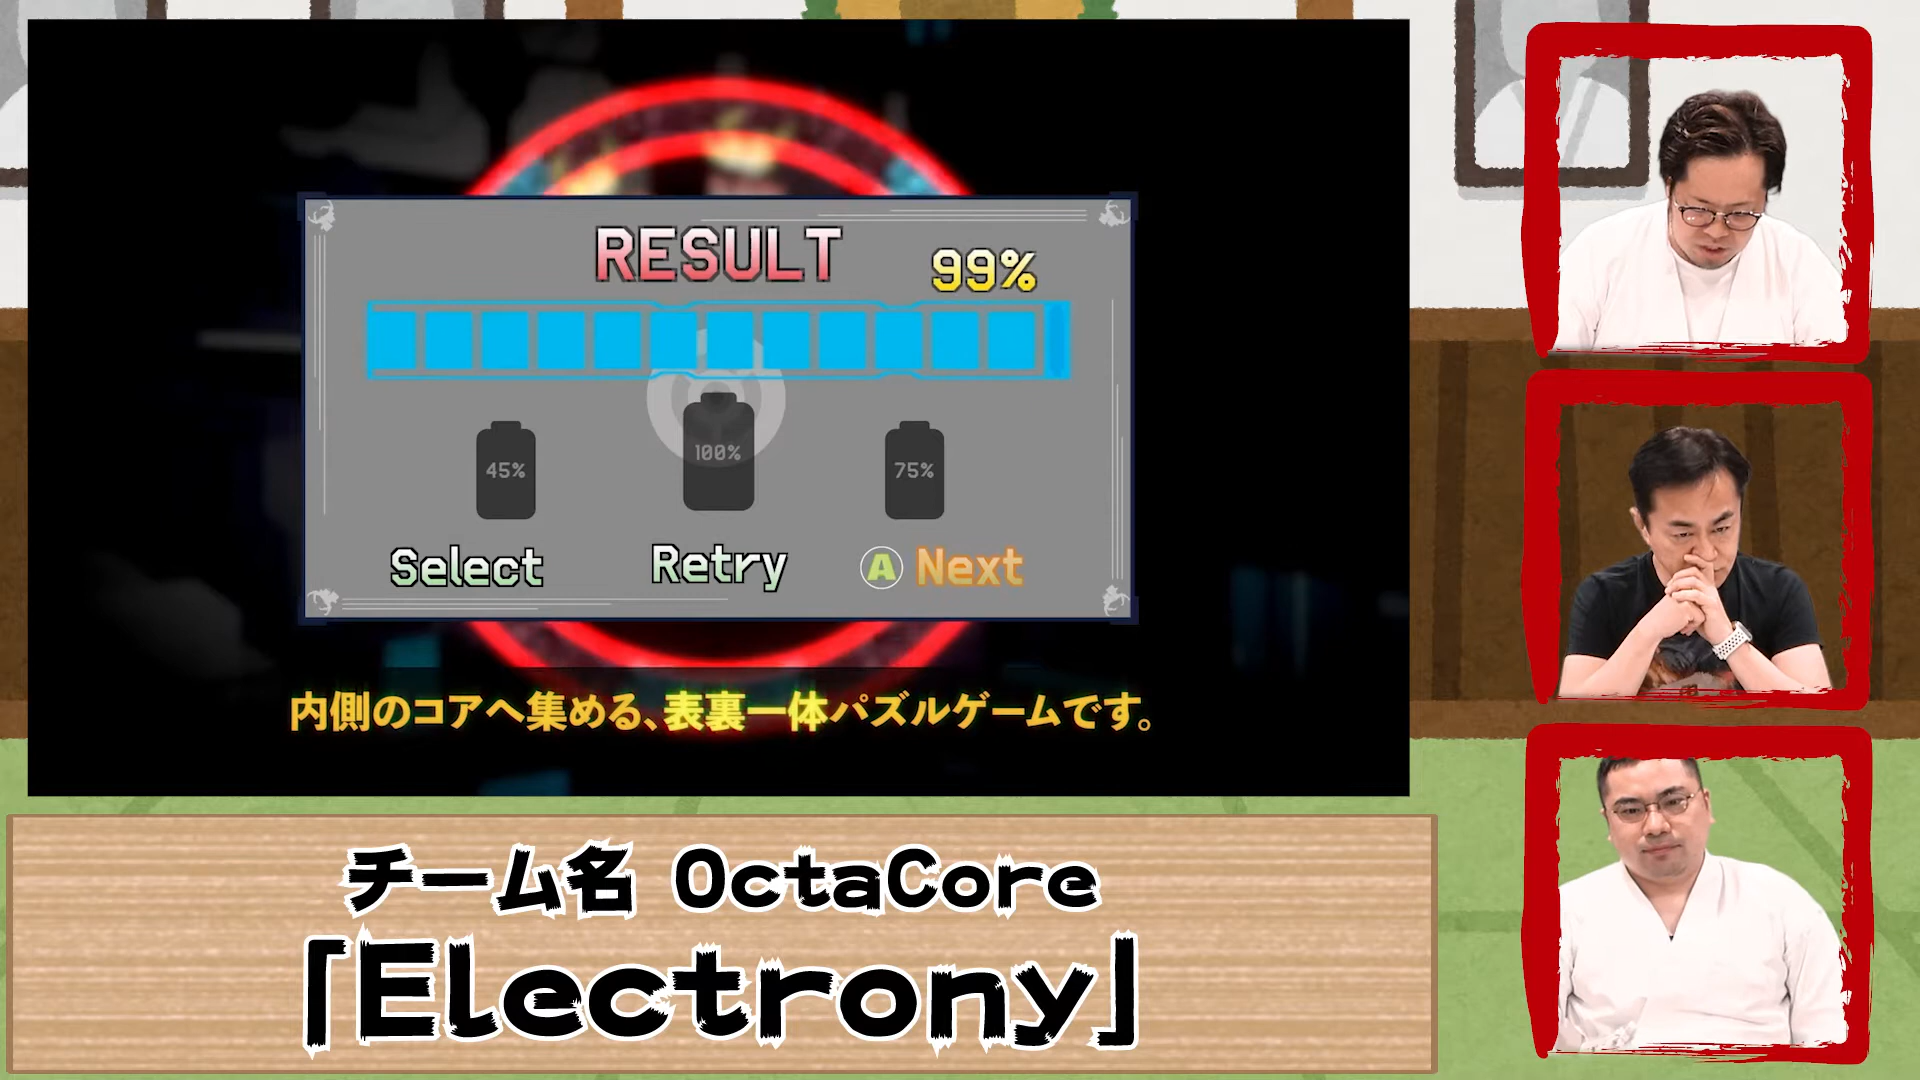 RESULT
99%
45%
100%
75%
Select
Retry
A Next
内側のコアへ集める、表裏一体パズルゲームです。
チーム名 OctaCore
「Electrony」